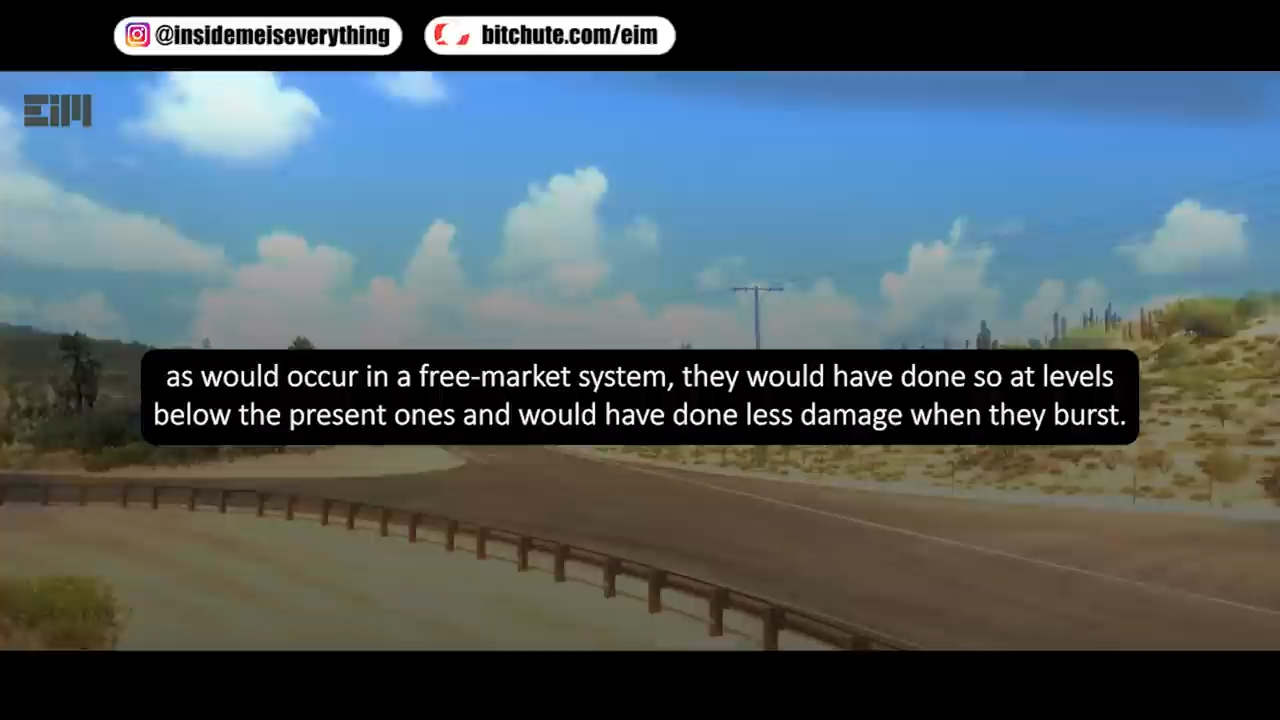 @insidemeiseverything
bitchute.com/eim
EiM
as would occur in a free-market system, they would have done so at levels
below the present ones and would have done less damage when they burst.